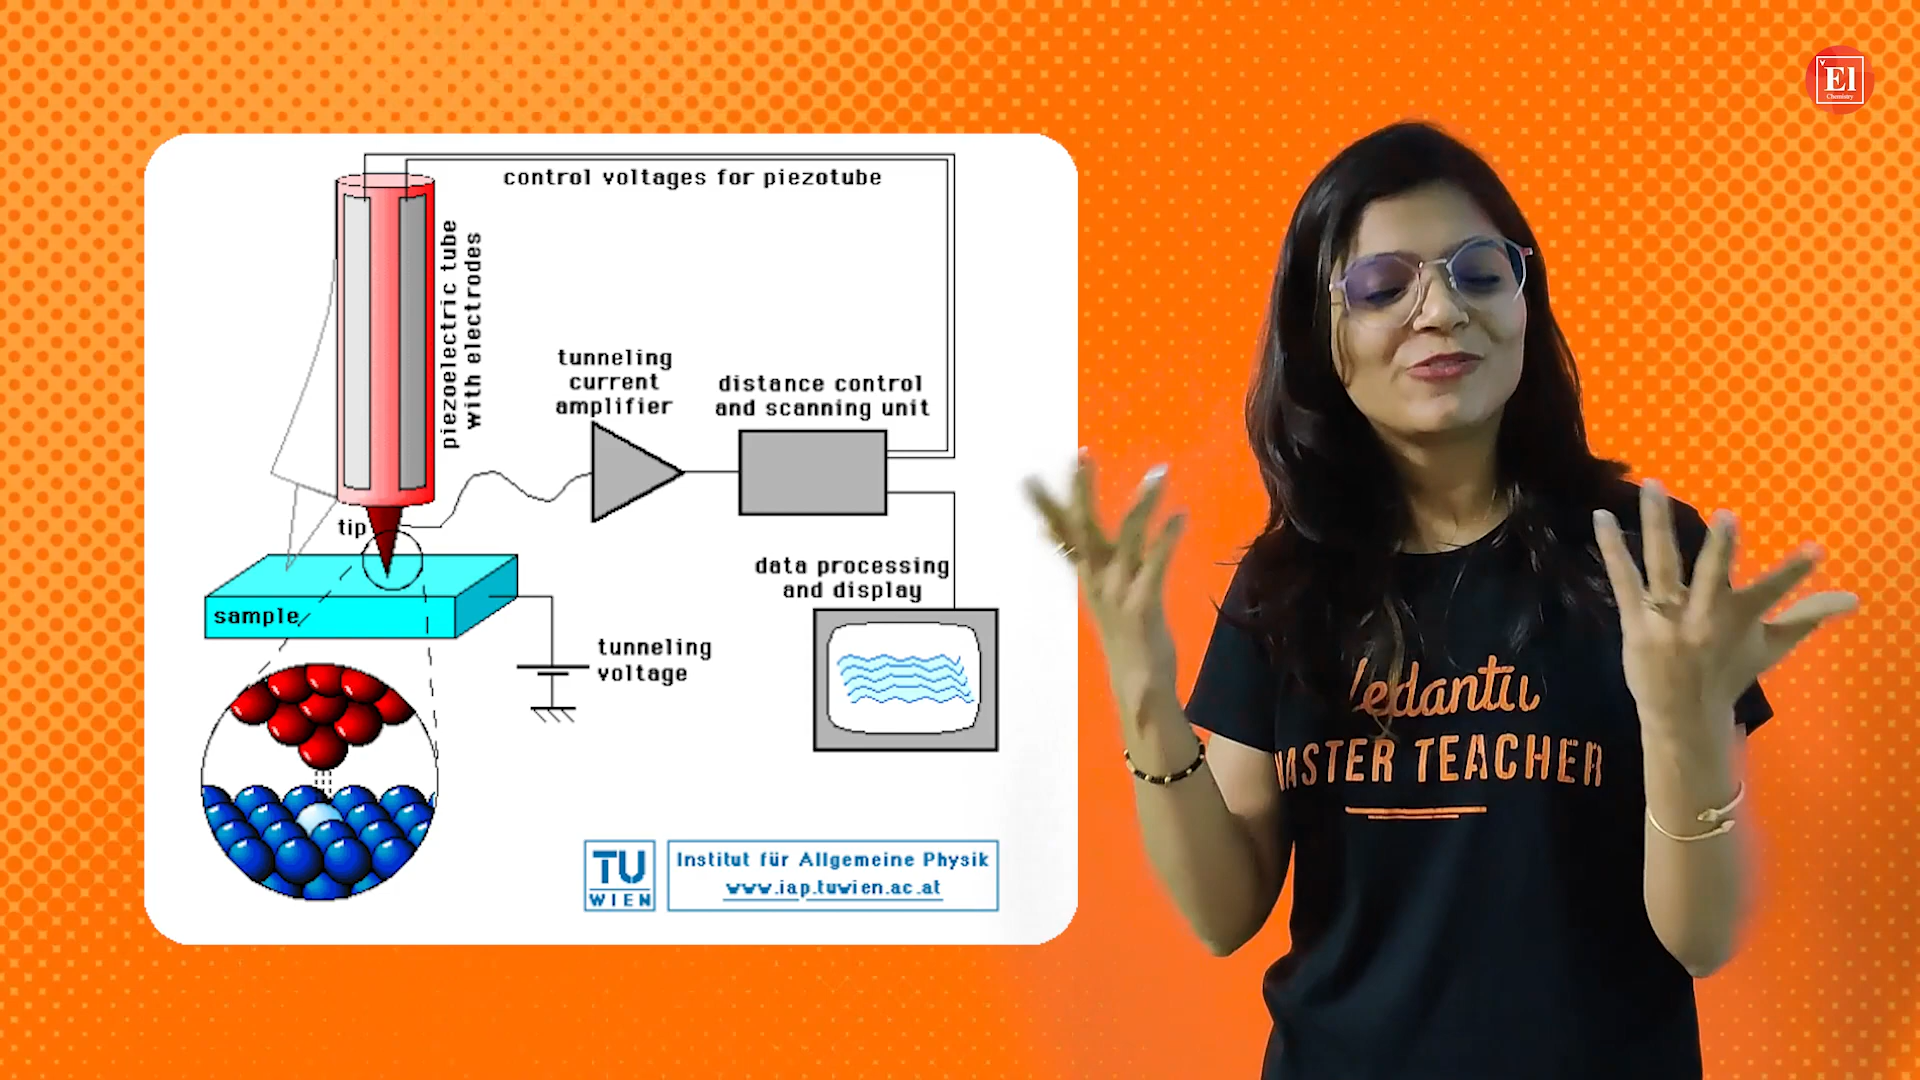 control voltages for piezotube
piezoelectric tube
with electrodes
tunneling
current
amplifier
distance control
and scanning unit
tip
sample
data processing
and display
tunneling
voltage
TU
WIEN
Institut für Allgemeine Physik
www.iap.tuwien.ac.at
V
El
Chemistry
Vedantu
MASTER TEACHER